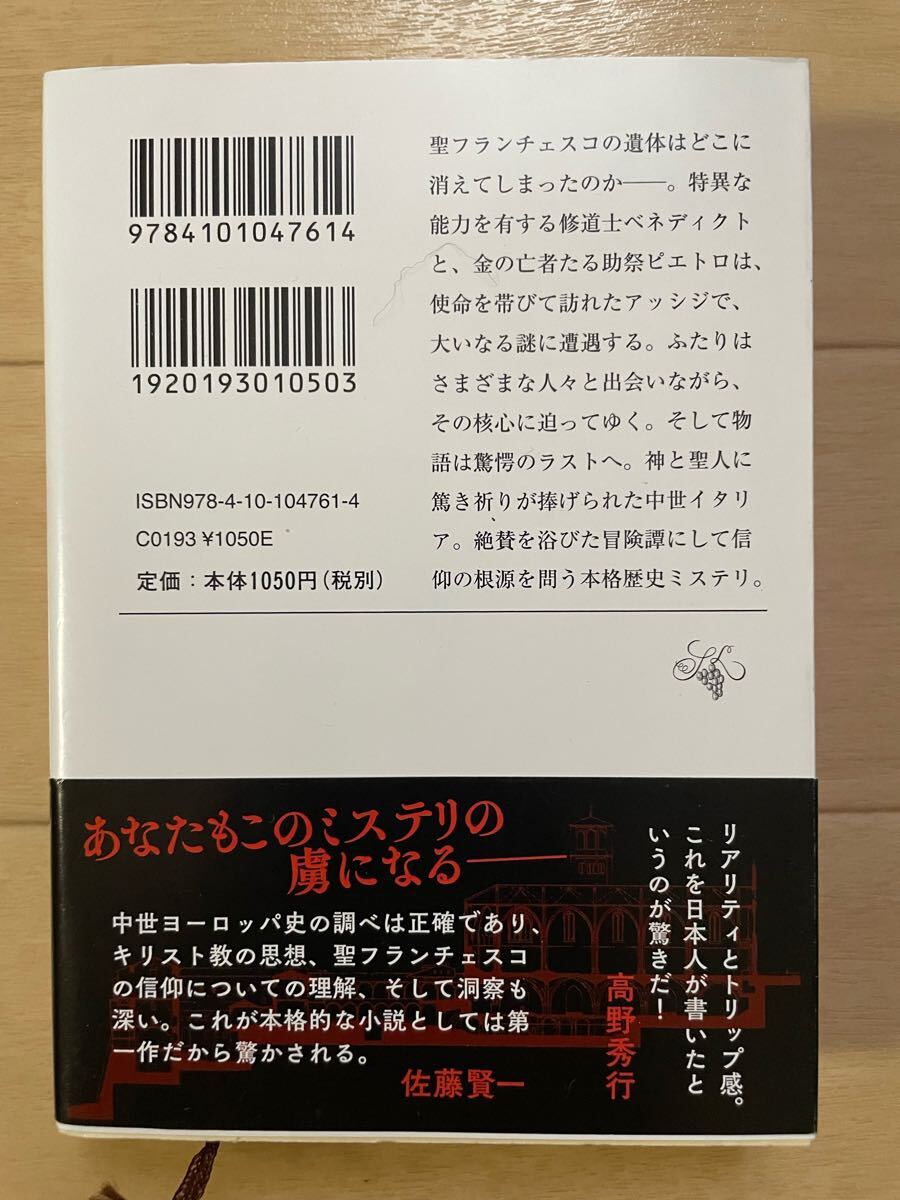 9784101047614
1920193010503
ISBN978-4-10-104761-4
C0193 ¥1050E
定価：本体1050円（税別）
聖フランチェスコの遺体はどこに
消えてしまったのか――。特異な
能力を有する修道士ベネディクト
と、金の亡者たる助祭ピエトロは、
使命を帯びて訪れたアッシジで、
大いなる謎に遭遇する。ふたりは
さまざまな人々と出会いながら、
その核心に迫ってゆく。そして物
語は驚愕のラストへ。神と聖人に
篤き祈りが捧げられた中世イタリ
ア。絶賛を浴びた冒険譚にして信
仰の根源を問う本格歴史ミステリ。
あなたもこのミステリの
虜になる――
中世ヨーロッパ史の調べは正確であり、
キリスト教の思想、聖フランチェスコ
の信仰についての理解、そして洞察も
深い。これが本格的な小説としては第
一作だから驚かされる。
佐藤賢一
リアリティとトリップ感。
これを日本人が書いたと
いうのが驚きだ！
高野秀行